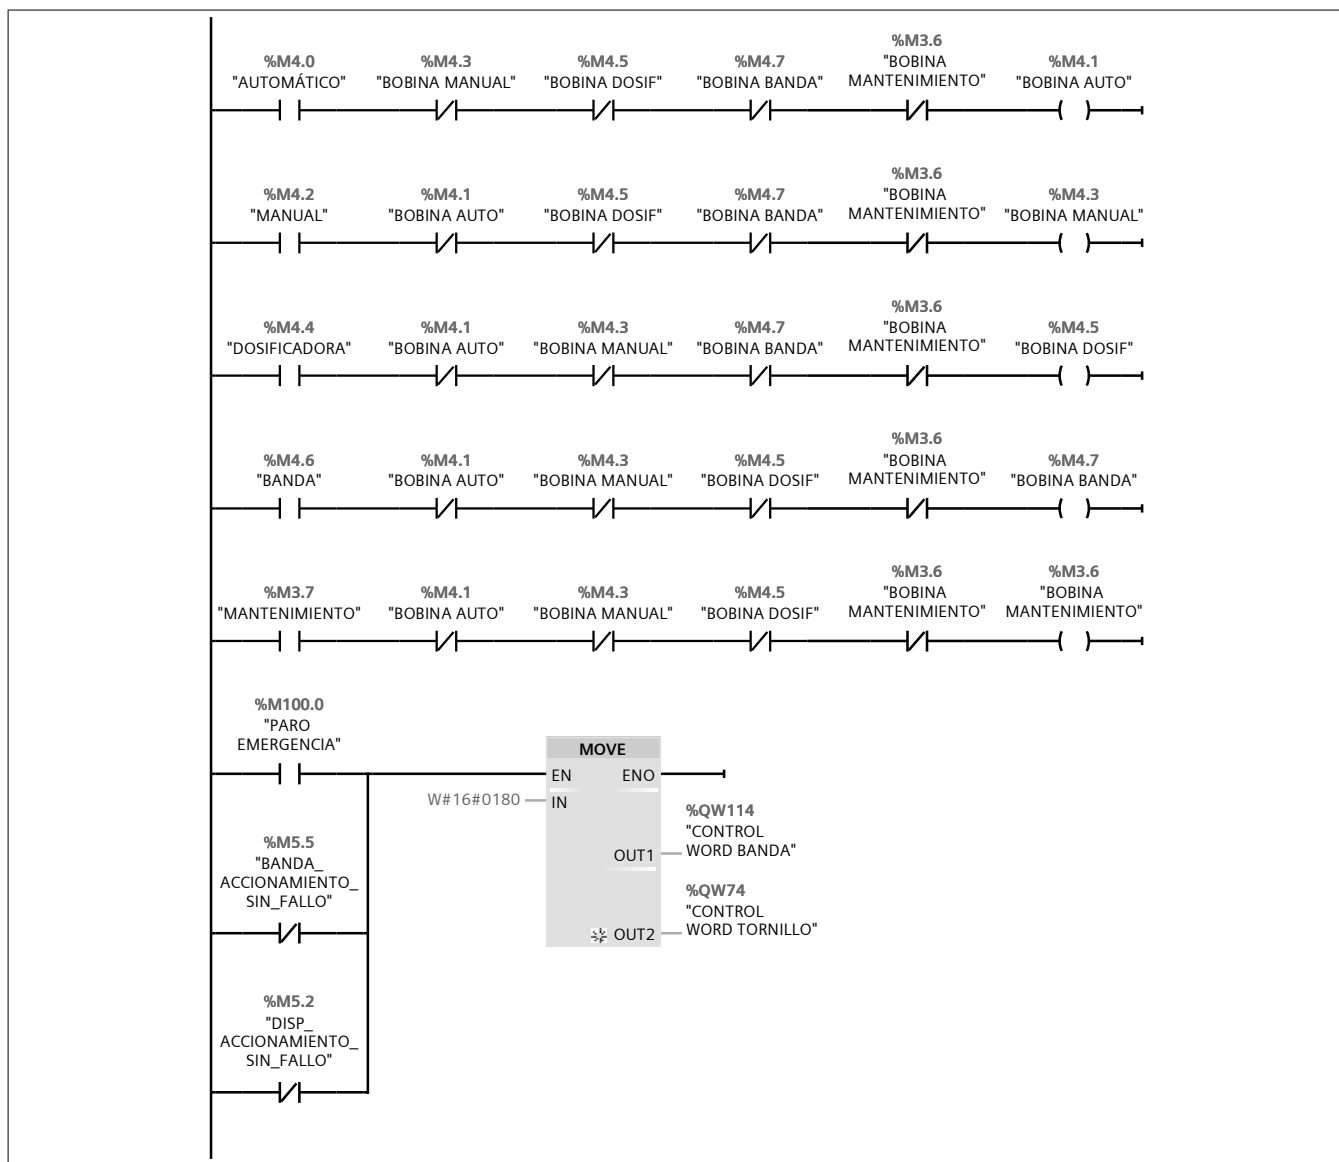 %M4.0
"AUTOMÁTICO"
%M4.3
"BOBINA MANUAL"
%M4.5
"BOBINA DOSIF"
%M4.7
"BOBINA BANDA"
%M3.6
"BOBINA
MANTENIMIENTO"
%M4.1
"BOBINA AUTO"
%M4.2
"MANUAL"
%M4.1
"BOBINA AUTO"
%M4.5
"BOBINA DOSIF"
%M4.7
"BOBINA BANDA"
%M3.6
"BOBINA
MANTENIMIENTO"
%M4.3
"BOBINA MANUAL"
%M4.4
"DOSIFICADORA"
%M4.1
"BOBINA AUTO"
%M4.3
"BOBINA MANUAL"
%M4.7
"BOBINA BANDA"
%M3.6
"BOBINA
MANTENIMIENTO"
%M4.5
"BOBINA DOSIF"
%M4.6
"BANDA"
%M4.1
"BOBINA AUTO"
%M4.3
"BOBINA MANUAL"
%M4.5
"BOBINA DOSIF"
%M3.6
"BOBINA
MANTENIMIENTO"
%M4.7
"BOBINA BANDA"
%M3.7
"MANTENIMIENTO"
%M4.1
"BOBINA AUTO"
%M4.3
"BOBINA MANUAL"
%M4.5
"BOBINA DOSIF"
%M3.6
"BOBINA
MANTENIMIENTO"
%M3.6
"BOBINA
MANTENIMIENTO"
%M100.0
"PARO
EMERGENCIA"
MOVE
EN
ENO
W#16#0180
IN
%QW114
"CONTROL
WORD BANDA"
OUT1
%M5.5
"BANDA_
ACCIONAMIENTO_
SIN_FALLO"
%QW74
"CONTROL
WORD TORNILLO"
OUT2
%M5.2
"DISP_
ACCIONAMIENTO_
SIN_FALLO"